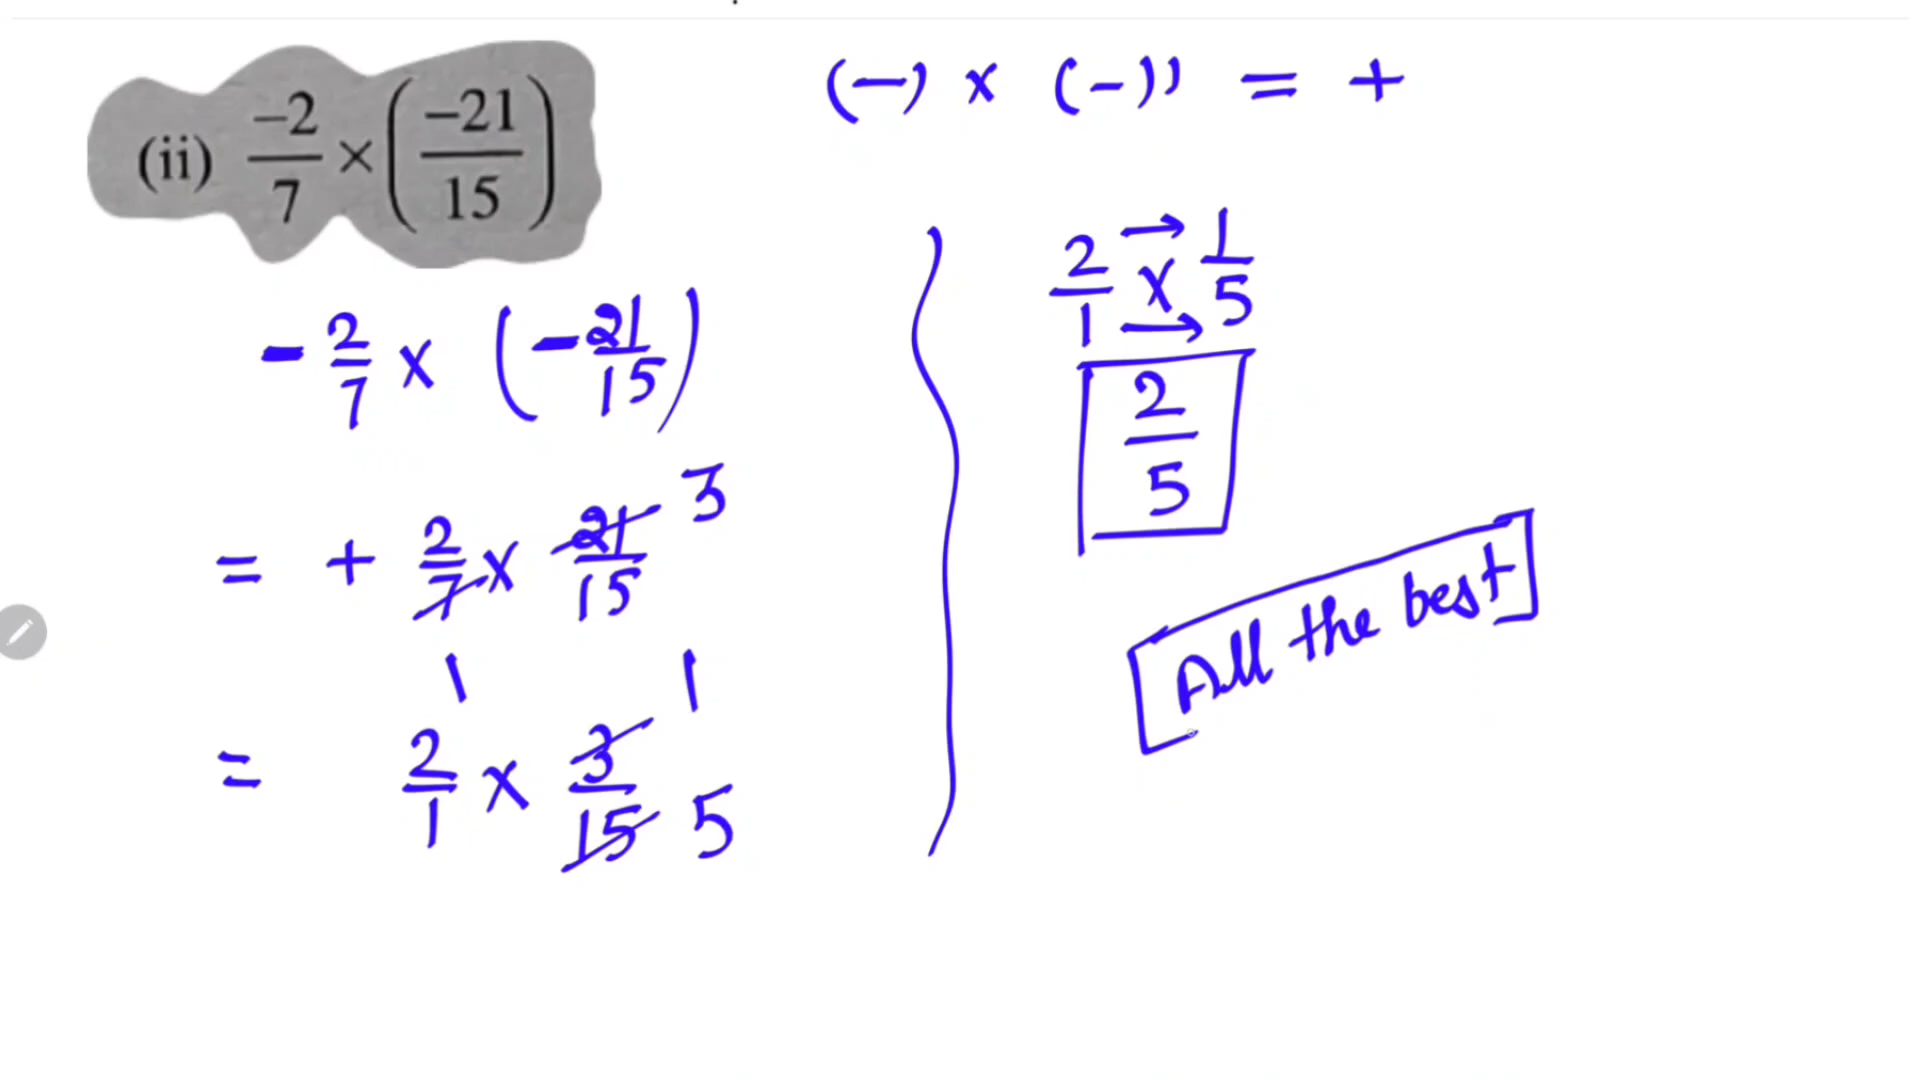 (ii) -2/7 × (-21/15)
(-) × (-)) = +
- 2/7 × (- 21/15)
= + 2/7 × 21/15 3
1
= 2/1 × 3/15 1
5
2/1 × 1/5
2/5
All the best